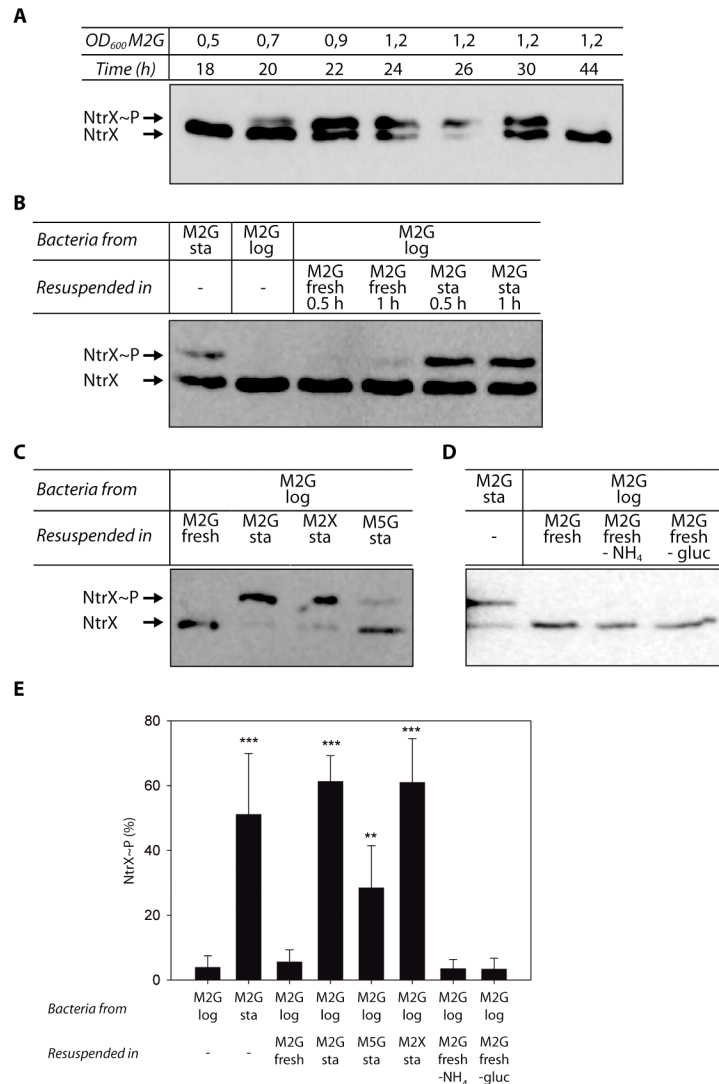 A
OD600 M2G 0,5 0,7 0,9 1,2 1,2 1,2 1,2
Time (h) 18 20 22 24 26 30 44
NtrX~P
NtrX
B
Bacteria from M2G sta M2G log M2G log
Resuspended in - - M2G fresh 0.5 h M2G fresh 1 h M2G sta 0.5 h M2G sta 1 h
NtrX~P
NtrX
C
Bacteria from M2G log
Resuspended in M2G fresh M2G sta M2X sta M5G sta
NtrX~P
NtrX
D
M2G sta M2G log
- M2G fresh M2G fresh - NH4 M2G fresh - gluc
E
NtrX~P (%)
80
60
40
20
0
*** *** ** ***
Bacteria from M2G log M2G sta M2G log M2G log M2G log M2G log M2G log M2G log
Resuspended in - - M2G fresh M2G sta M5G sta M2X sta M2G fresh -NH4 M2G fresh -gluc